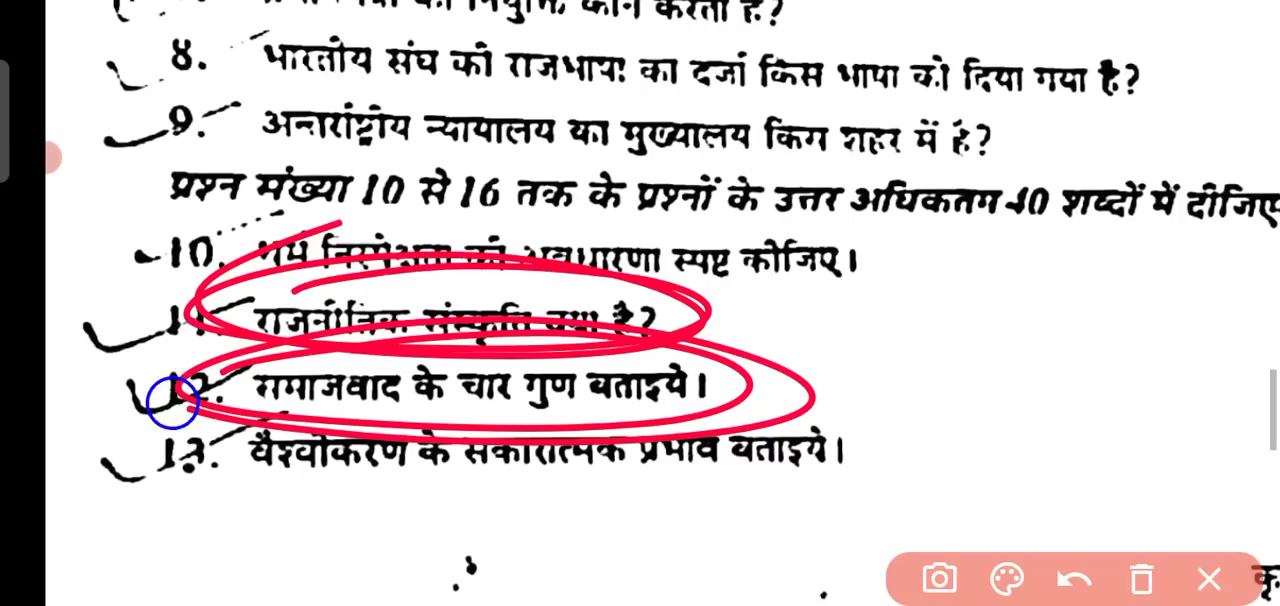 की नियुक्ति कौन करता है?
8. भारतीय संघ की राजभाषा का दर्जा किस भाषा को दिया गया है?
9. अन्तर्राष्ट्रीय न्यायालय का मुख्यालय किस शहर में है?
प्रश्न संख्या 10 से 16 तक के प्रश्नों के उत्तर अधिकतम 40 शब्दों में दीजिए
10. धर्म निरपेक्षता की अवधारणा स्पष्ट कीजिए।
11. राजनीतिक संस्कृति क्या है?
12. समाजवाद के चार गुण बताइये।
13. वैश्वीकरण के सकारात्मक प्रभाव बताइये।